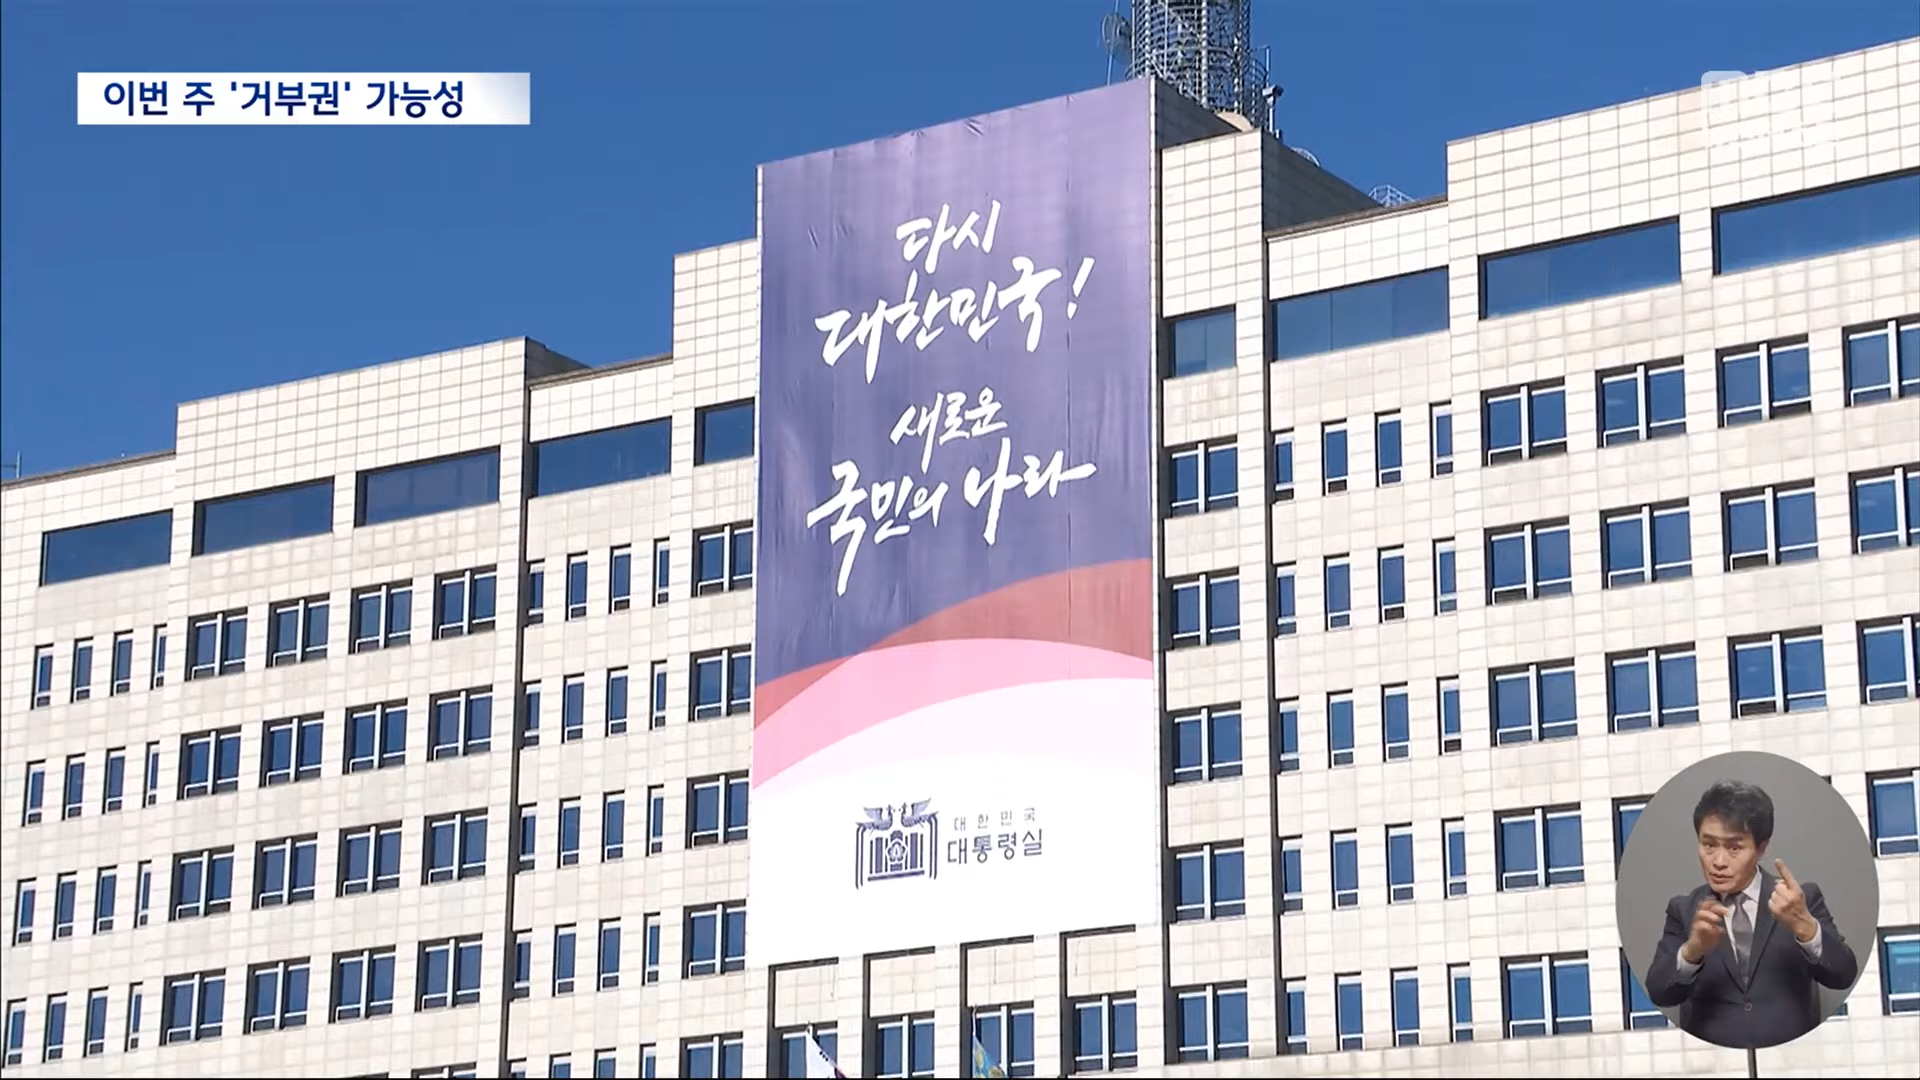 이번 주 '거부권' 가능성
다시
대한민국!
새로운
국민의 나라
대한민국
대통령실